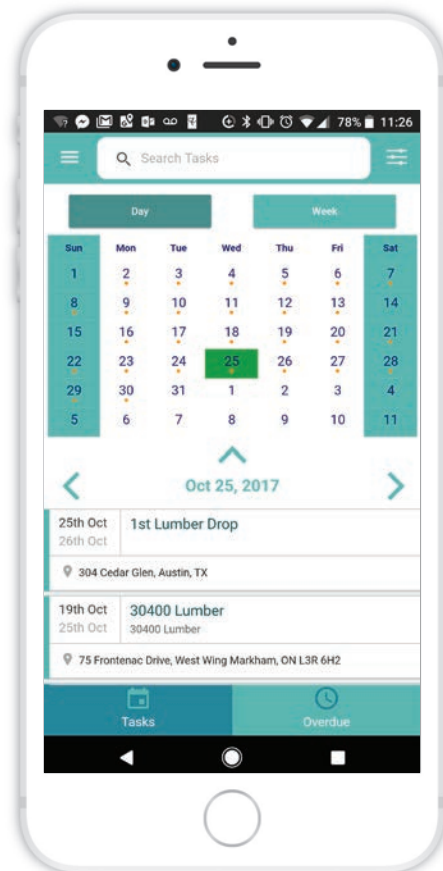 78% 11:26
Search Tasks
Day Week
Sun Mon Tue Wed Thu Fri Sat
1 2 3 4 5 6 7
8 9 10 11 12 13 14
15 16 17 18 19 20 21
22 23 24 25 26 27 28
29 30 31 1 2 3 4
5 6 7 8 9 10 11
Oct 25, 2017
25th Oct 1st Lumber Drop
26th Oct
304 Cedar Glen, Austin, TX
19th Oct 30400 Lumber
25th Oct 30400 Lumber
75 Frontenac Drive, West Wing Markham, ON L3R 6H2
Tasks Overdue